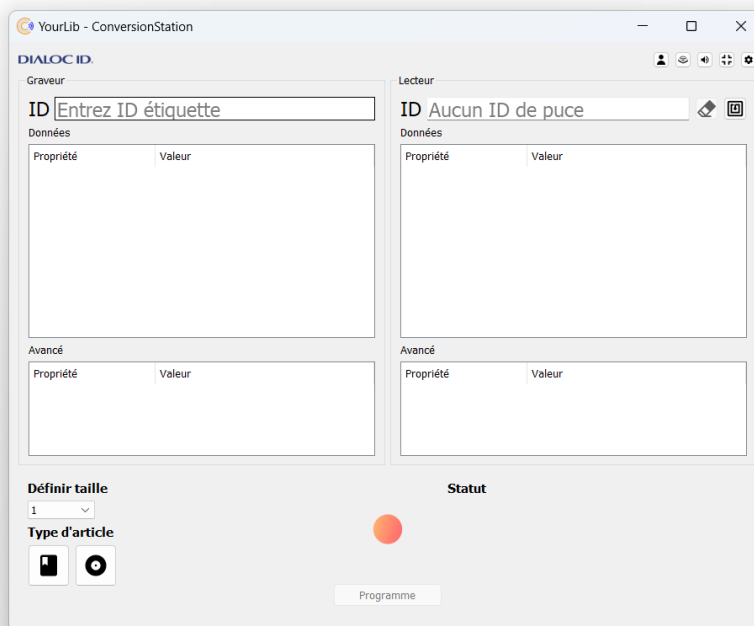 YourLib - ConversionStation
DIALOC ID.
Graveur
ID Entrez ID étiquette
Données
Propriété Valeur
Avancé
Propriété Valeur
Lecteur
ID Aucun ID de puce
Données
Propriété Valeur
Avancé
Propriété Valeur
Définir taille
1
Type d'article
Statut
Programme